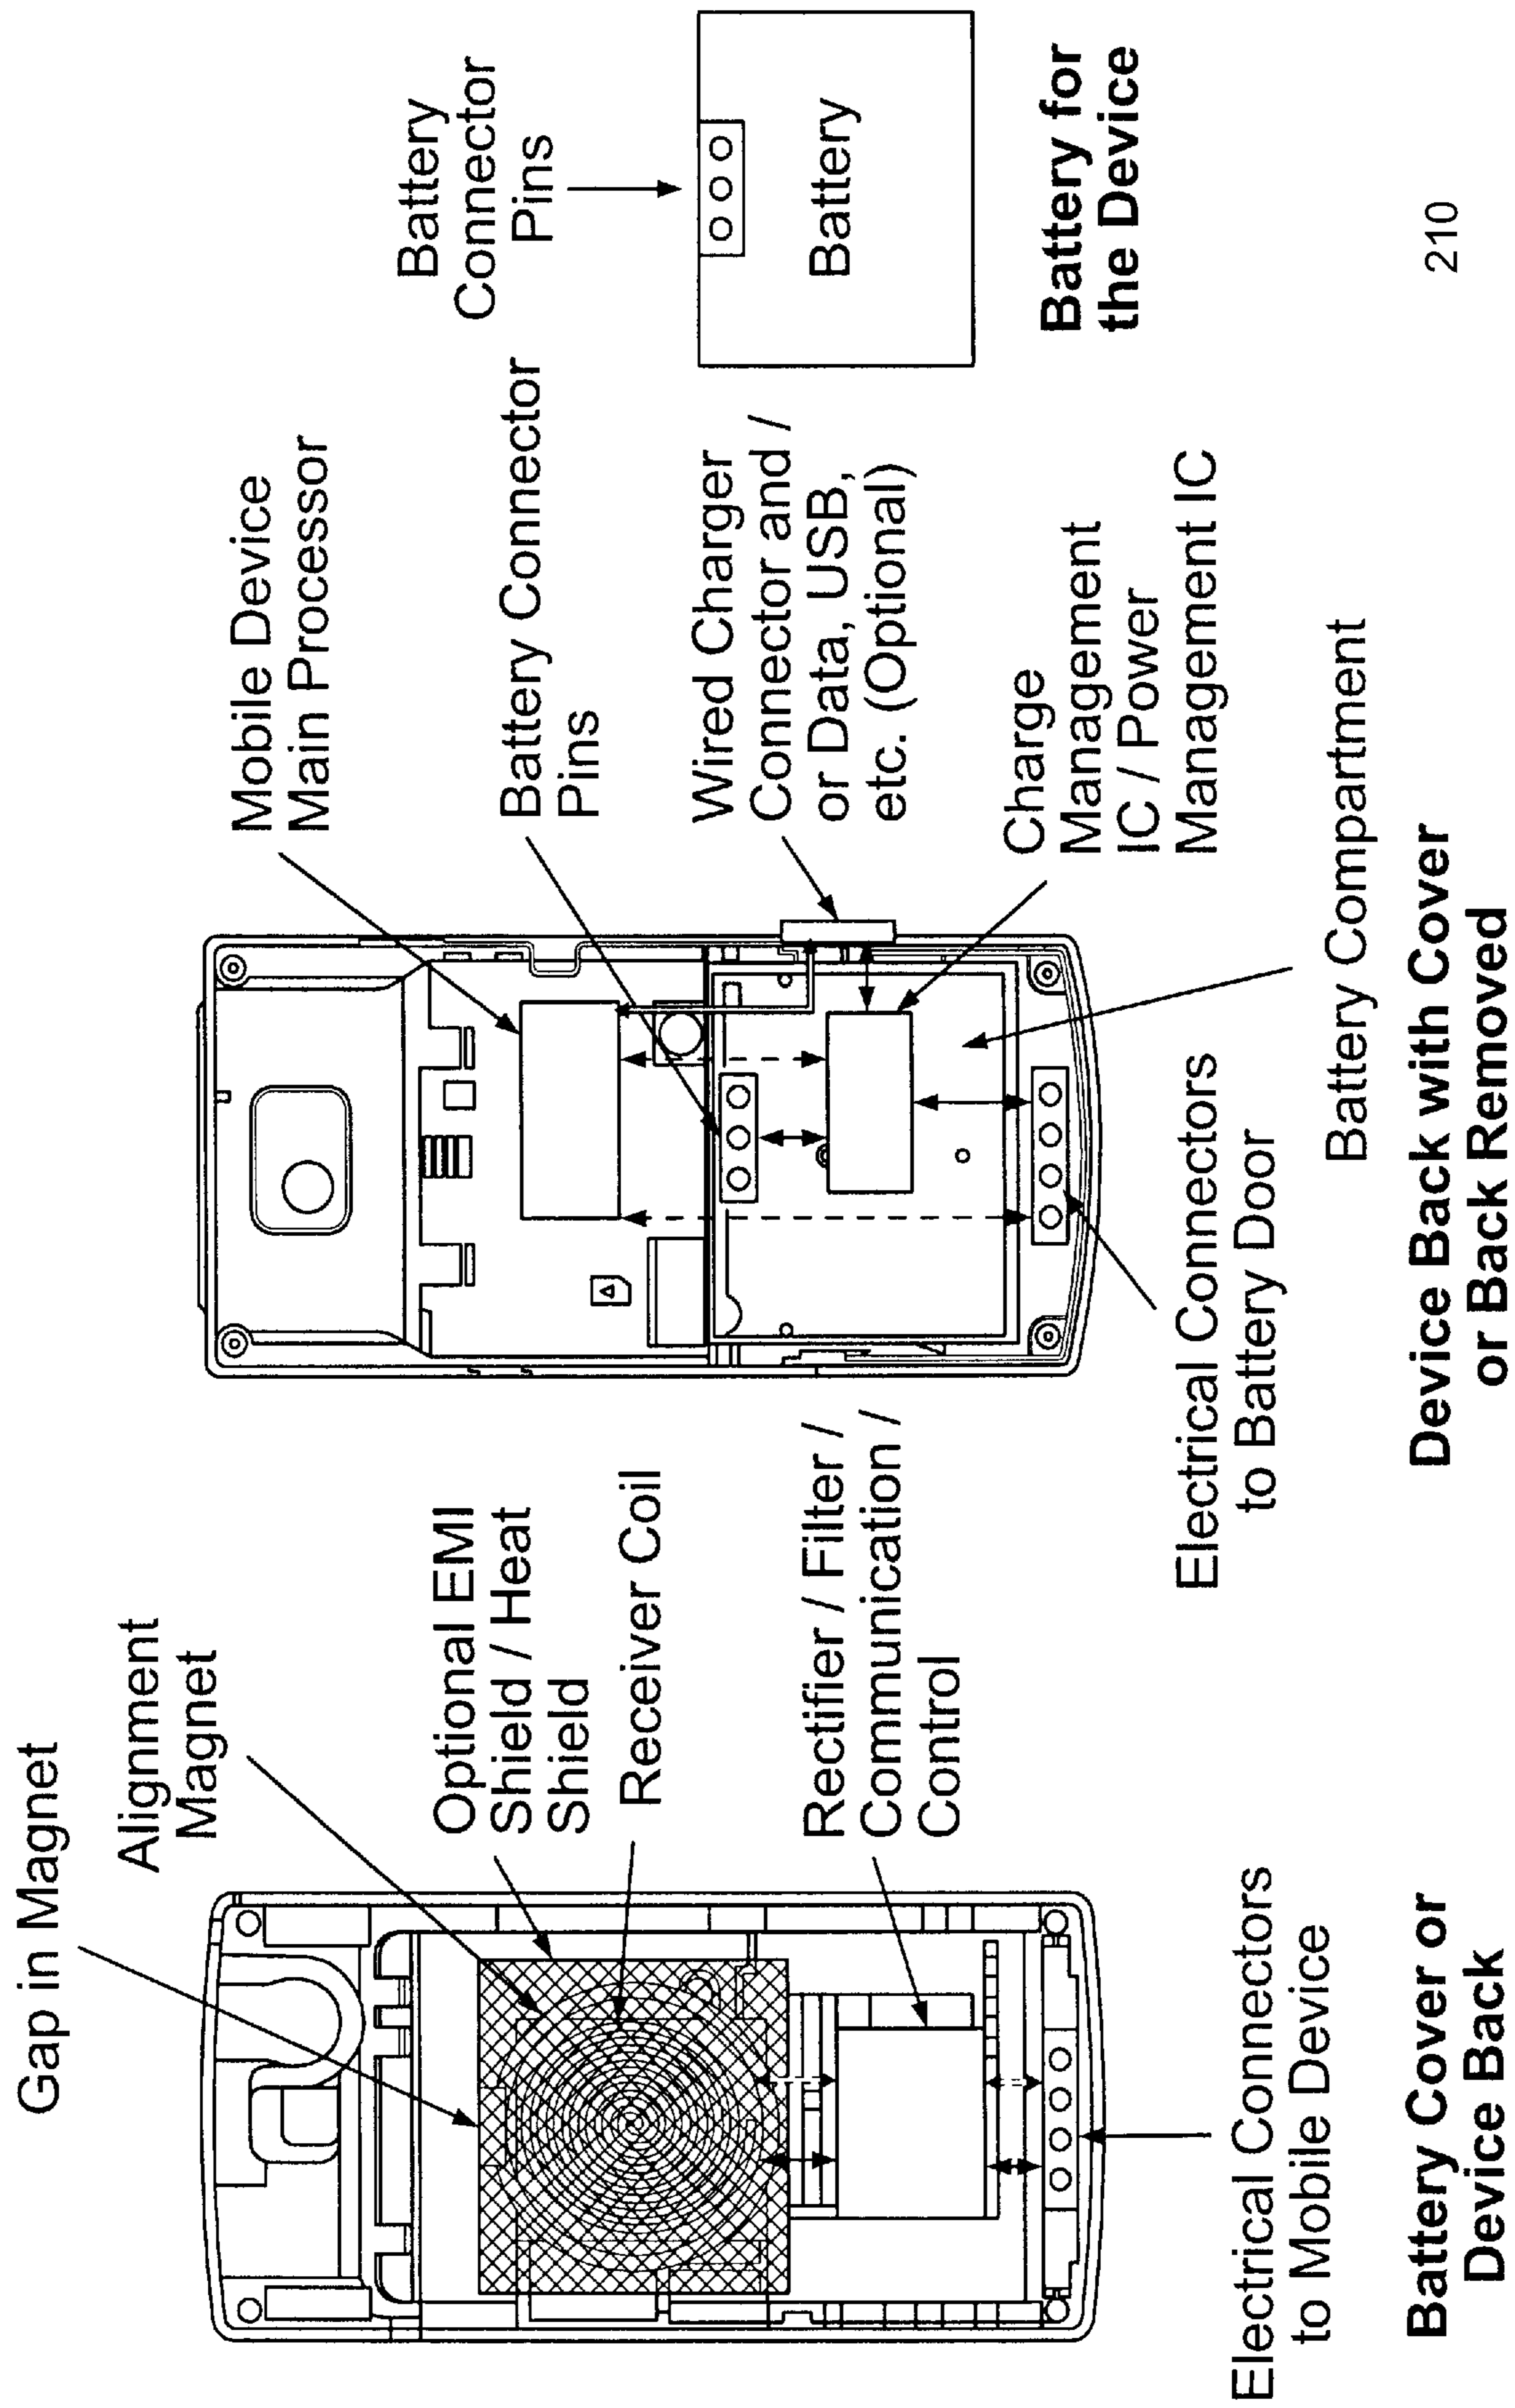 Gap in Magnet
Alignment
Magnet
Optional EMI
Shield / Heat
Shield
Receiver Coil
Rectifier / Filter /
Communication /
Control
Electrical Connectors
to Mobile Device
Battery Cover or
Device Back
Mobile Device
Main Processor
Battery Connector
Pins
Wired Charger
Connector and /
or Data, USB,
etc. (Optional)
Charge
Management
IC / Power
Management IC
Battery Compartment
Electrical Connectors
to Battery Door
Device Back with Cover
or Back Removed
Battery
Connector
Pins
Battery
Battery for
the Device
210